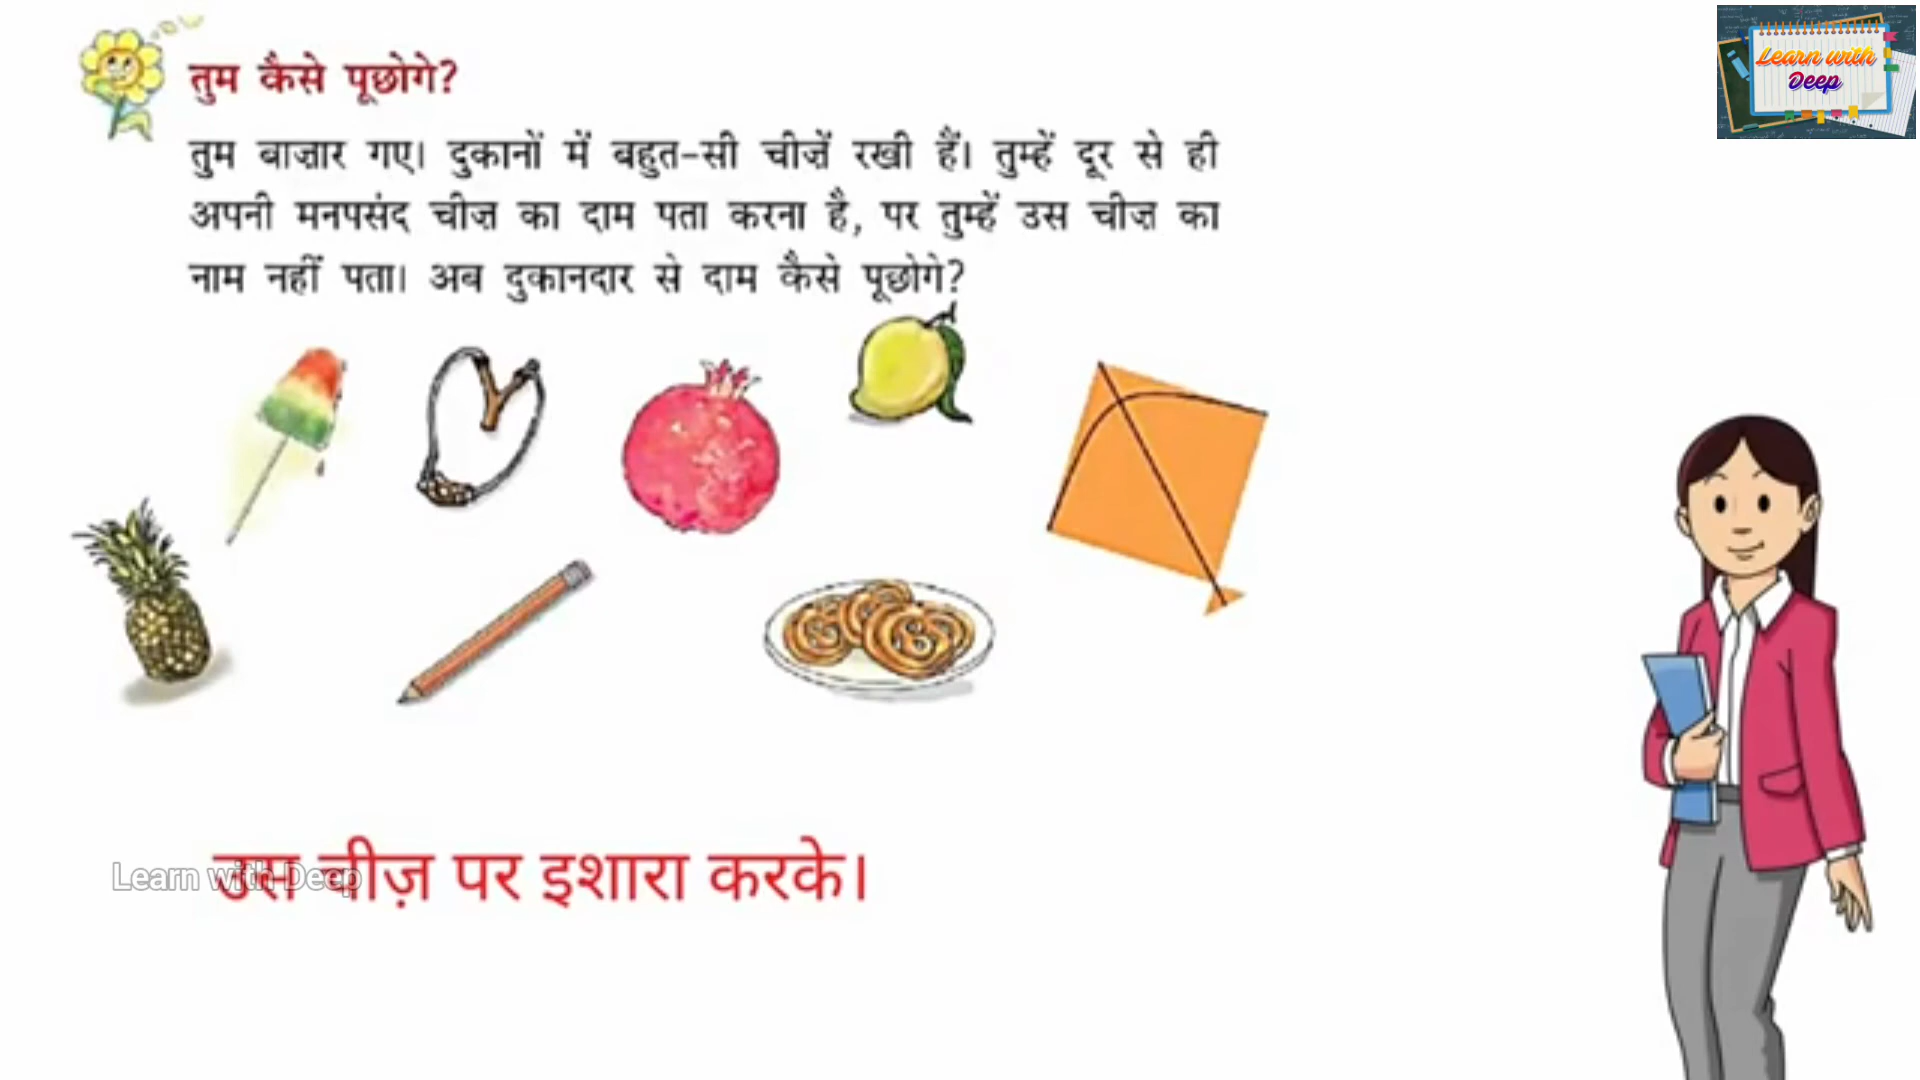 तुम कैसे पूछोगे?
तुम बाज़ार गए। दुकानों में बहुत-सी चीज़ें रखी हैं। तुम्हें दूर से ही
अपनी मनपसंद चीज़ का दाम पता करना है, पर तुम्हें उस चीज़ का
नाम नहीं पता। अब दुकानदार से दाम कैसे पूछोगे?
उस चीज़ पर इशारा करके।
Learn with Deep
Learn with
Deep